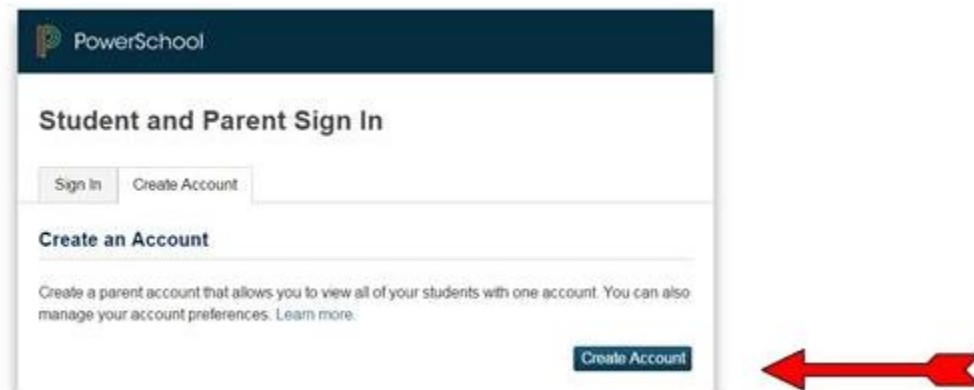 PowerSchool
Student and Parent Sign In
Sign In
Create Account
Create an Account
Create a parent account that allows you to view all of your students with one account. You can also
manage your account preferences. Learn more.
Create Account